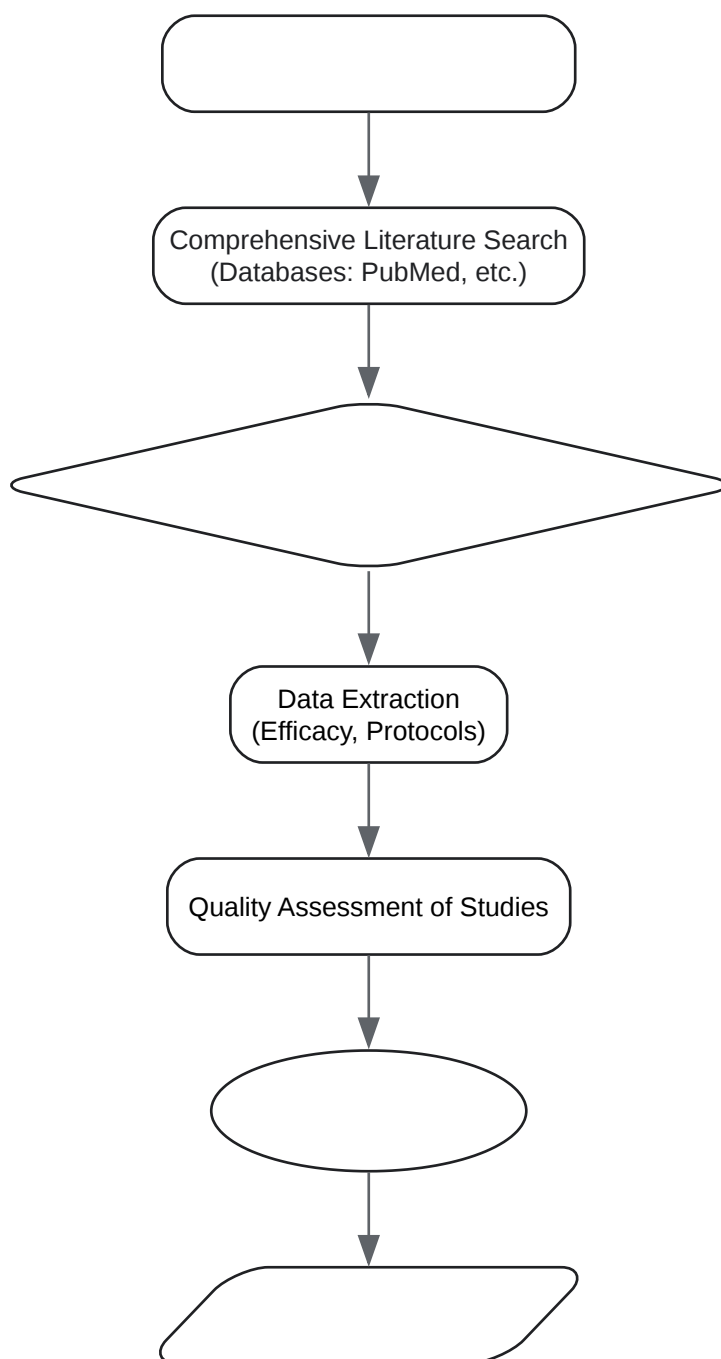 Comprehensive Literature Search
(Databases: PubMed, etc.)
Data Extraction
(Efficacy, Protocols)
Quality Assessment of Studies